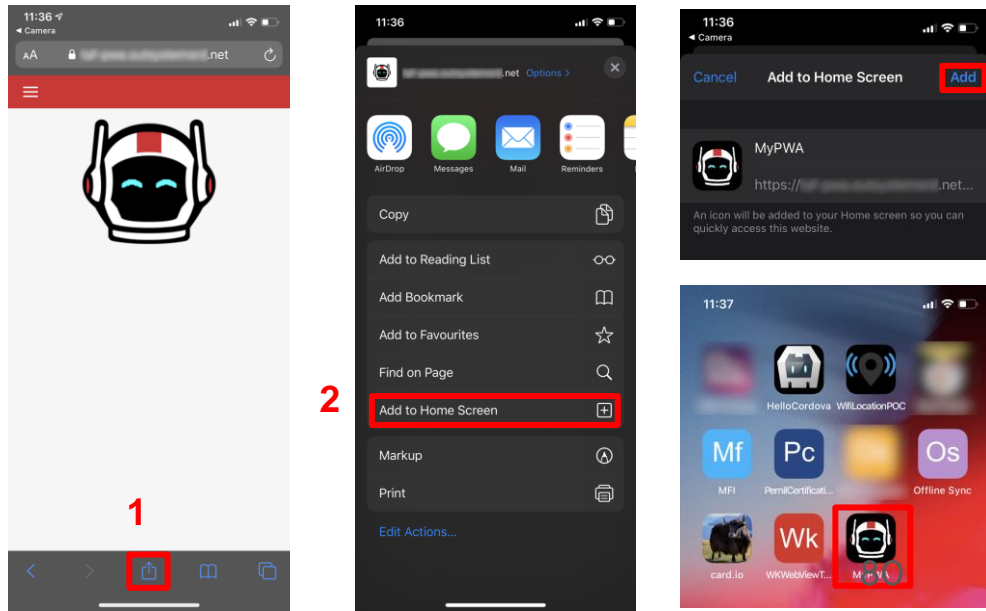 11:36
◀ Camera
AA .net
1
11:36
.net Options >
AirDrop Messages Mail Reminders
Copy
Add to Reading List
Add Bookmark
Add to Favourites
Find on Page
2
Add to Home Screen
Markup
Print
Edit Actions...
11:36
◀ Camera
Cancel Add to Home Screen Add
MyPWA
https:// .net...
An icon will be added to your Home screen so you can
quickly access this website.
11:37
HelloCordova WifiLocationPOC
Mf Pc Os
MFI PernilCertificati... Offline Sync
Wk
card.io WKWebViewT... MyPWA
80